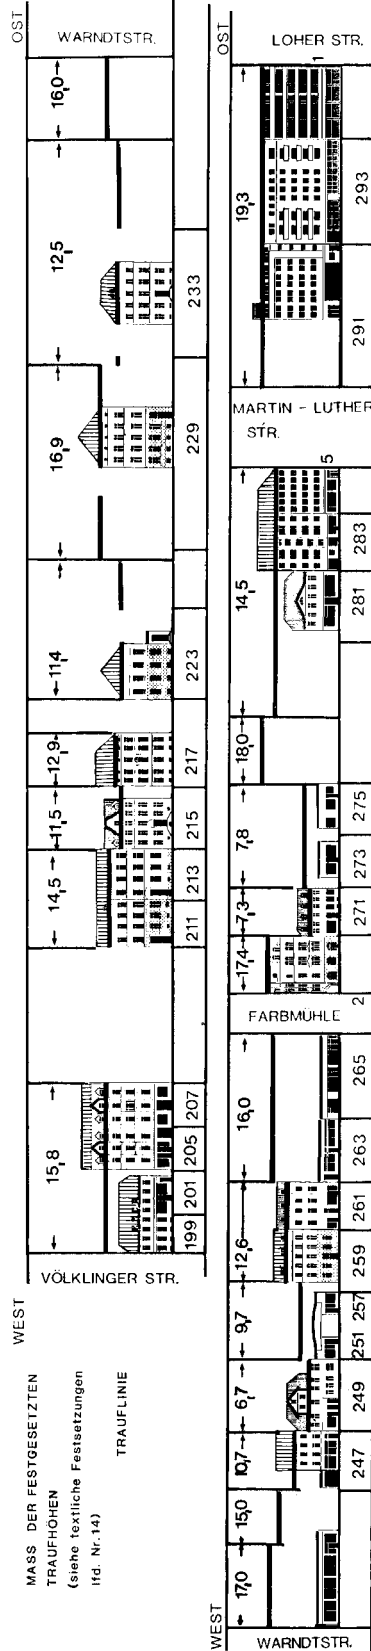 MASS DER FESTGESETZTEN
TRAUFHÖHEN
(siehe textliche Festsetzungen
lfd. Nr. 14)
TRAUFLINIE
WEST
OST
VÖLKLINGER STR.
15,8
14,5
11,5
12,9
11,4
16,9
12,5
16,0
WARNDTSTR.
199 201 205 207 211 213 215 217 223 229 233
WEST
OST
WARNDTSTR.
17,0
15,0
10,7
6,7
9,7
12,6
16,0
FARBMÜHLE
17,4
7,3
7,8
18,0
14,5
MARTIN - LUTHER
STR.
19,3
LOHER STR.
247 249 251 257 259 261 263 265
2
271 273 275 281 283
5
291 293
1